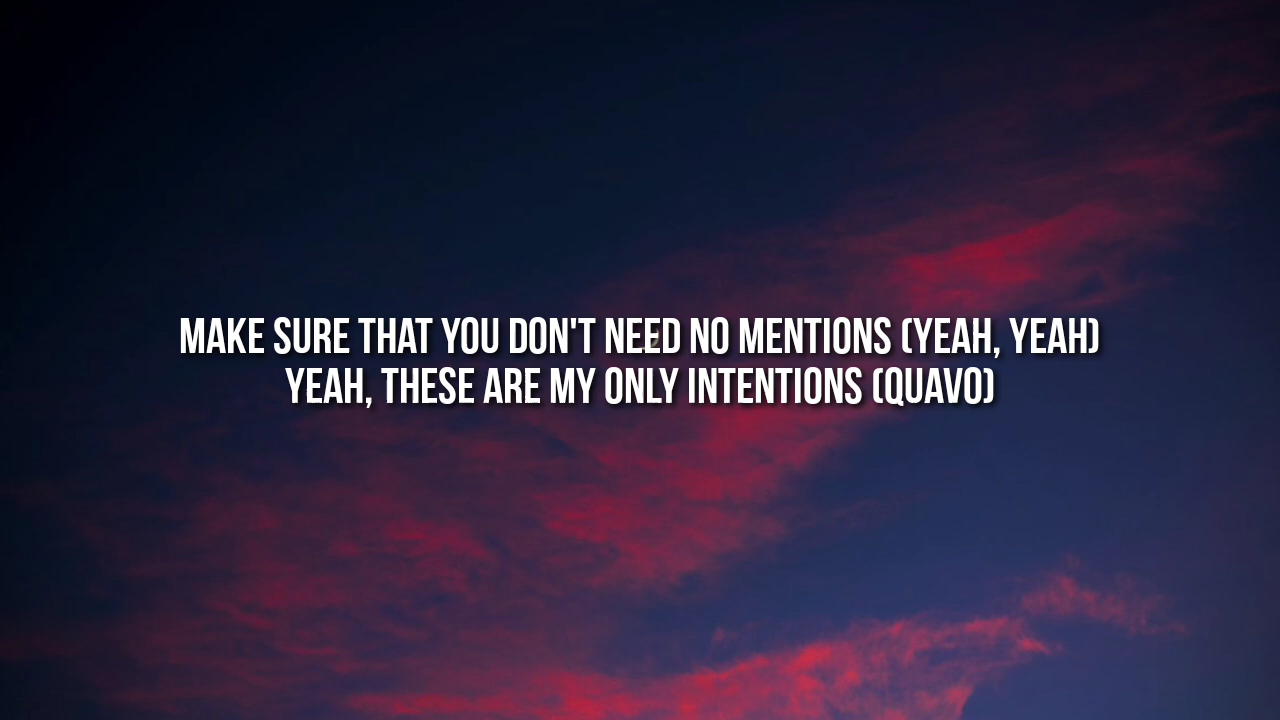 MAKE SURE THAT YOU DON'T NEED NO MENTIONS (YEAH, YEAH)
YEAH, THESE ARE MY ONLY INTENTIONS (QUAVO)